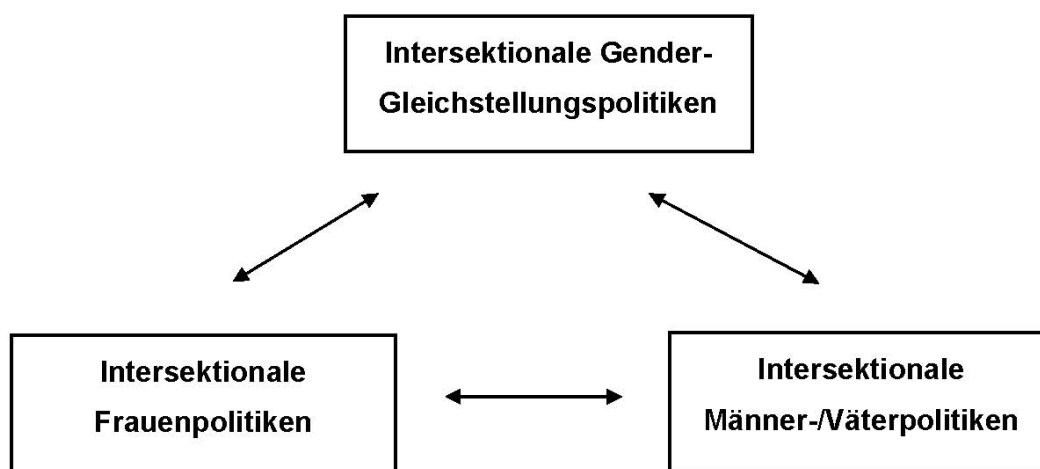 Intersektionale Gender-
Gleichstellungspolitiken
Intersektionale
Frauenpolitiken
Intersektionale
Männer-/Väterpolitiken